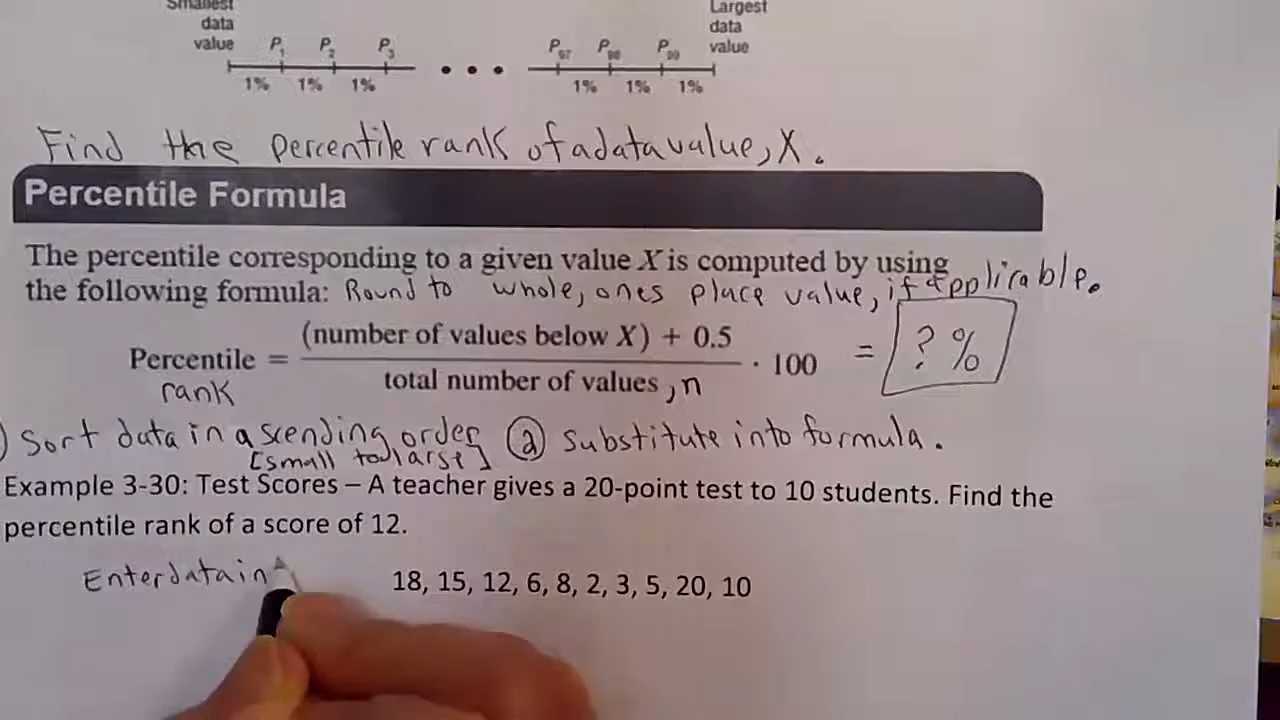 Smallest
data
value
Largest
data
value
P1 P2 P3 P97 P98 P99
1% 1% 1% 1% 1% 1%
Find the percentile rank of a data value, X.
Percentile Formula
The percentile corresponding to a given value X is computed by using
the following formula: Round to whole, ones place value, if applicable.
(number of values below X) + 0.5
Percentile = · 100 = ? %
rank total number of values, n
) Sort data in ascending order ② substitute into formula.
[small to large]
Example 3-30: Test Scores – A teacher gives a 20-point test to 10 students. Find the
percentile rank of a score of 12.
Enter data in
18, 15, 12, 6, 8, 2, 3, 5, 20, 10